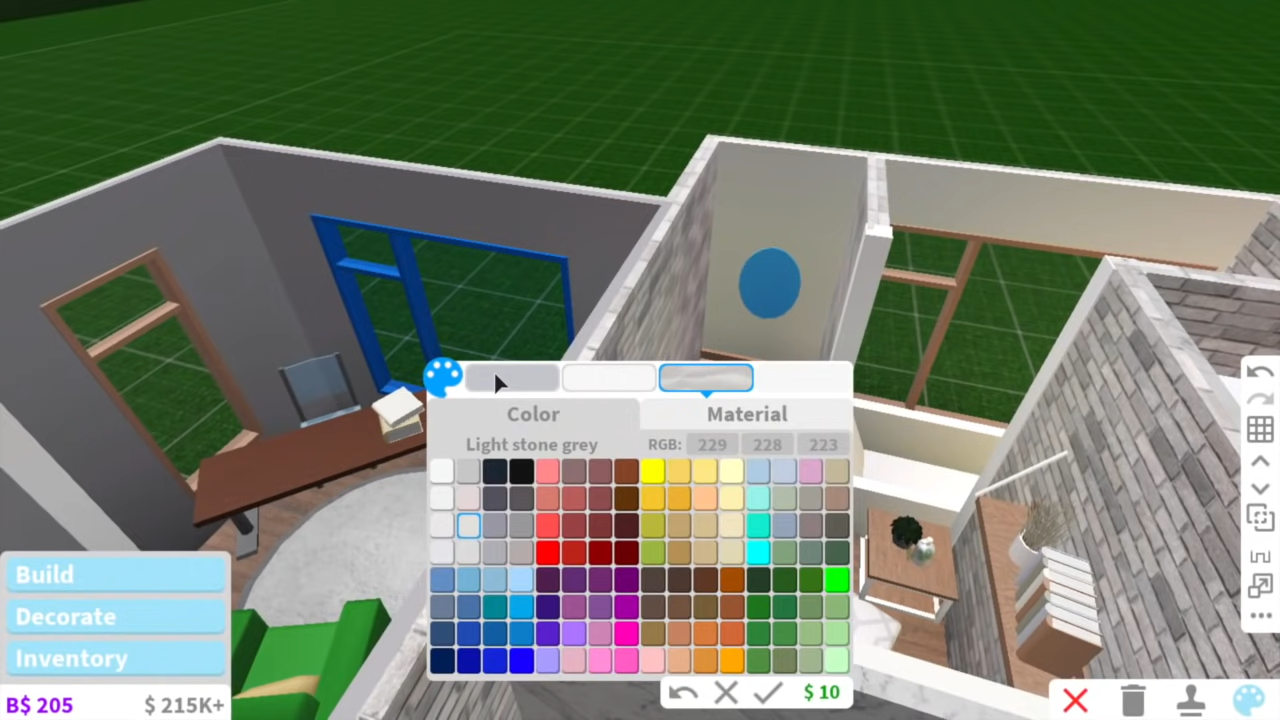 Color
Material
Light stone grey
RGB: 229 228 223
Build
Decorate
Inventory
B$ 205
$ 215K+
$ 10